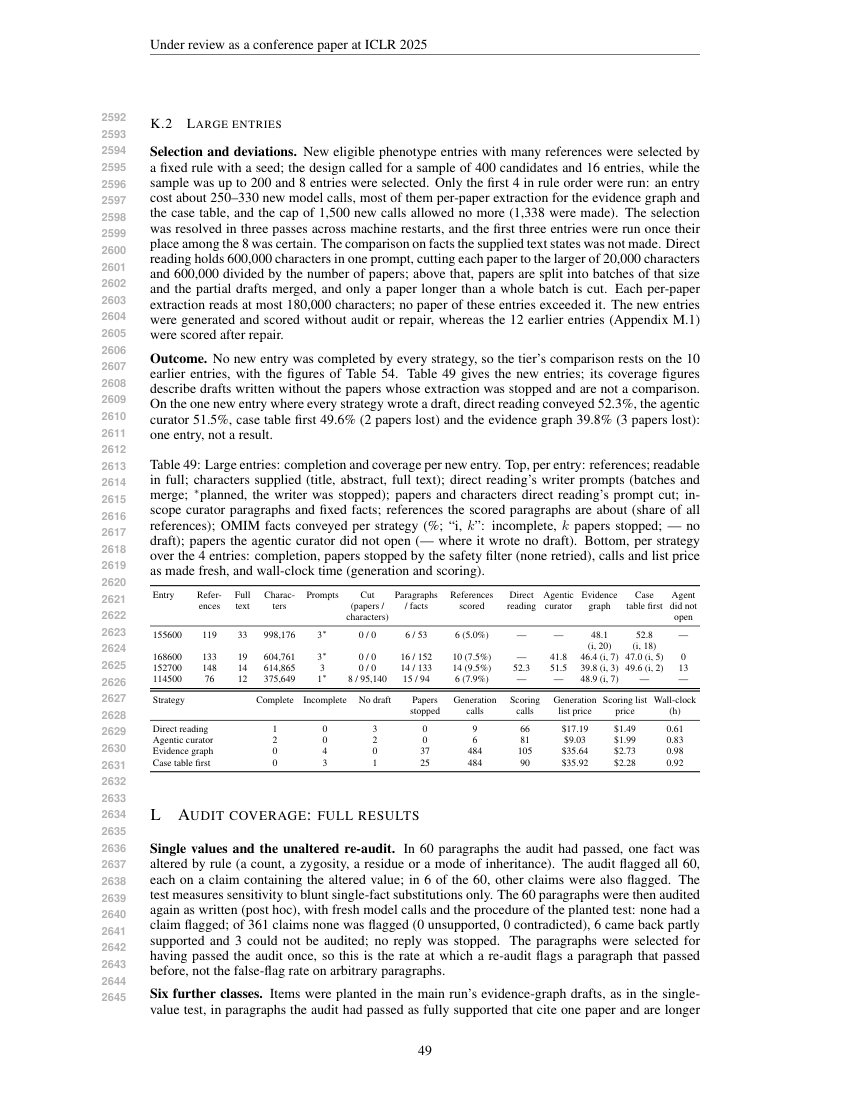 Under review as a conference paper at ICLR 2025
2592
2593
2594
2595
2596
2597
2598
2599
2600
2601
2602
2603
2604
2605
2606
2607
2608
2609
2610
2611
2612
2613
2614
2615
2616
2617
2618
2619
2620
2621
2622
2623
2624
2625
2626
2627
2628
2629
2630
2631
2632
2633
2634
2635
2636
2637
2638
2639
2640
2641
2642
2643
2644
2645
K.2 LARGE ENTRIES
Selection and deviations. New eligible phenotype entries with many references were selected by
a fixed rule with a seed; the design called for a sample of 400 candidates and 16 entries, while the
sample was up to 200 and 8 entries were selected. Only the first 4 in rule order were run: an entry
cost about 250–330 new model calls, most of them per-paper extraction for the evidence graph and
the case table, and the cap of 1,500 new calls allowed no more (1,338 were made). The selection
was resolved in three passes across machine restarts, and the first three entries were run once their
place among the 8 was certain. The comparison on facts the supplied text states was not made. Direct
reading holds 600,000 characters in one prompt, cutting each paper to the larger of 20,000 characters
and 600,000 divided by the number of papers; above that, papers are split into batches of that size
and the partial drafts merged, and only a paper longer than a whole batch is cut. Each per-paper
extraction reads at most 180,000 characters; no paper of these entries exceeded it. The new entries
were generated and scored without audit or repair, whereas the 12 earlier entries (Appendix M.1)
were scored after repair.
Outcome. No new entry was completed by every strategy, so the tier's comparison rests on the 10
earlier entries, with the figures of Table 54. Table 49 gives the new entries; its coverage figures
describe drafts written without the papers whose extraction was stopped and are not a comparison.
On the one new entry where every strategy wrote a draft, direct reading conveyed 52.3%, the agentic
curator 51.5%, case table first 49.6% (2 papers lost) and the evidence graph 39.8% (3 papers lost):
one entry, not a result.
Table 49: Large entries: completion and coverage per new entry. Top, per entry: references; readable
in full; characters supplied (title, abstract, full text); direct reading's writer prompts (batches and
merge; *planned, the writer was stopped); papers and characters direct reading's prompt cut; in-
scope curator paragraphs and fixed facts; references the scored paragraphs are about (share of all
references); OMIM facts conveyed per strategy (%; "i, k": incomplete, k papers stopped; — no
draft); papers the agentic curator did not open (— where it wrote no draft). Bottom, per strategy
over the 4 entries: completion, papers stopped by the safety filter (none retried), calls and list price
as made fresh, and wall-clock time (generation and scoring).
Entry Refer- Full Charac- Prompts Cut Paragraphs References Direct Agentic Evidence Case Agent
ences text ters (papers / / facts scored reading curator graph table first did not
characters) open
155600 119 33 998,176 3* 0 / 0 6 / 53 6 (5.0%) — — 48.1 52.8 —
(i, 20) (i, 18)
168600 133 19 604,761 3* 0 / 0 16 / 152 10 (7.5%) — 41.8 46.4 (i, 7) 47.0 (i, 5) 0
152700 148 14 614,865 3 0 / 0 14 / 133 14 (9.5%) 52.3 51.5 39.8 (i, 3) 49.6 (i, 2) 13
114500 76 12 375,649 1* 8 / 95,140 15 / 94 6 (7.9%) — — 48.9 (i, 7) — —
Strategy Complete Incomplete No draft Papers Generation Scoring Generation Scoring list Wall-clock
stopped calls calls list price price (h)
Direct reading 1 0 3 0 9 66 $17.19 $1.49 0.61
Agentic curator 2 0 2 0 6 81 $9.03 $1.99 0.83
Evidence graph 0 4 0 37 484 105 $35.64 $2.73 0.98
Case table first 0 3 1 25 484 90 $35.92 $2.28 0.92
L AUDIT COVERAGE: FULL RESULTS
Single values and the unaltered re-audit. In 60 paragraphs the audit had passed, one fact was
altered by rule (a count, a zygosity, a residue or a mode of inheritance). The audit flagged all 60,
each on a claim containing the altered value; in 6 of the 60, other claims were also flagged. The
test measures sensitivity to blunt single-fact substitutions only. The 60 paragraphs were then audited
again as written (post hoc), with fresh model calls and the procedure of the planted test: none had a
claim flagged; of 361 claims none was flagged (0 unsupported, 0 contradicted), 6 came back partly
supported and 3 could not be audited; no reply was stopped. The paragraphs were selected for
having passed the audit once, so this is the rate at which a re-audit flags a paragraph that passed
before, not the false-flag rate on arbitrary paragraphs.
Six further classes. Items were planted in the main run's evidence-graph drafts, as in the single-
value test, in paragraphs the audit had passed as fully supported that cite one paper and are longer
49